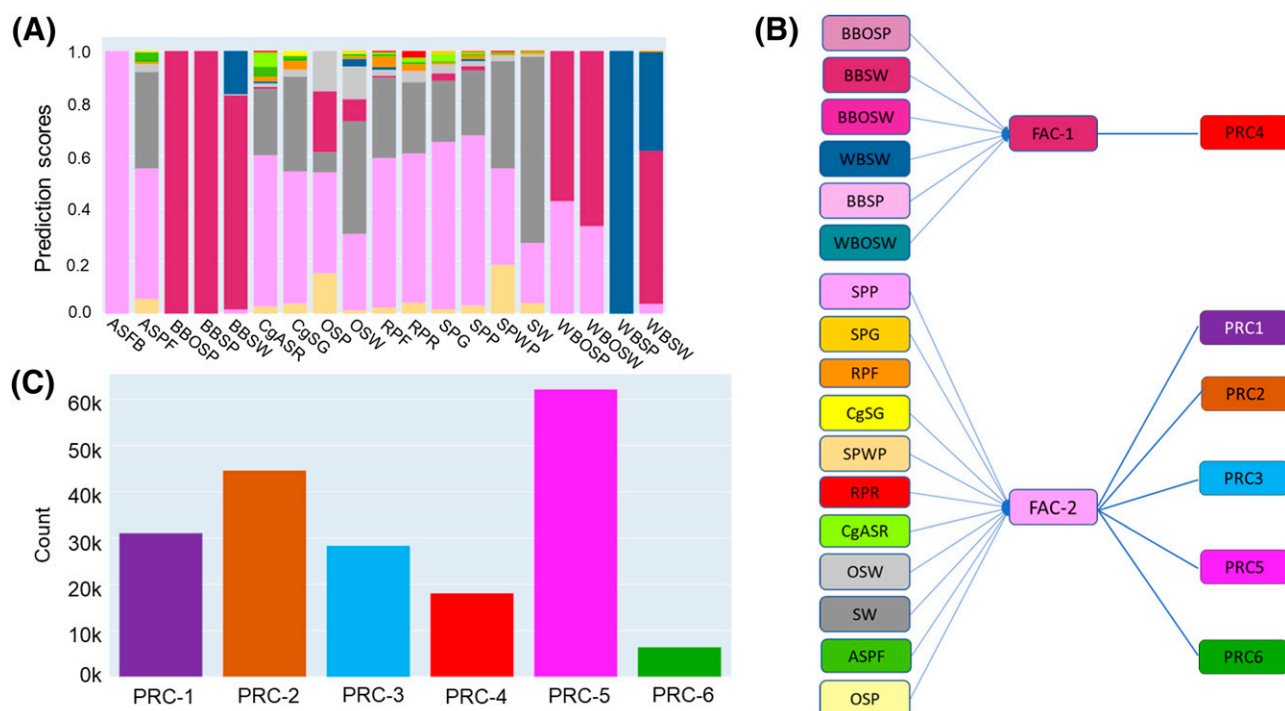 (A)
Prediction scores
1.0
0.8
0.6
0.4
0.2
0.0
ASFB
ASPF
BBOSP
BBSP
BBSW
CgASR
CgSG
OSP
OSW
RPF
RPR
SPG
SPP
SPWP
SW
WBOSP
WBOSW
WBSP
WBSW
(B)
BBOSP
BBSW
BBOSW
WBSW
BBSP
WBOSW
FAC-1
PRC4
SPP
SPG
RPF
CgSG
SPWP
RPR
CgASR
OSW
SW
ASPF
OSP
FAC-2
PRC1
PRC2
PRC3
PRC5
PRC6
(C)
Count
60k
50k
40k
30k
20k
10k
0k
PRC-1
PRC-2
PRC-3
PRC-4
PRC-5
PRC-6